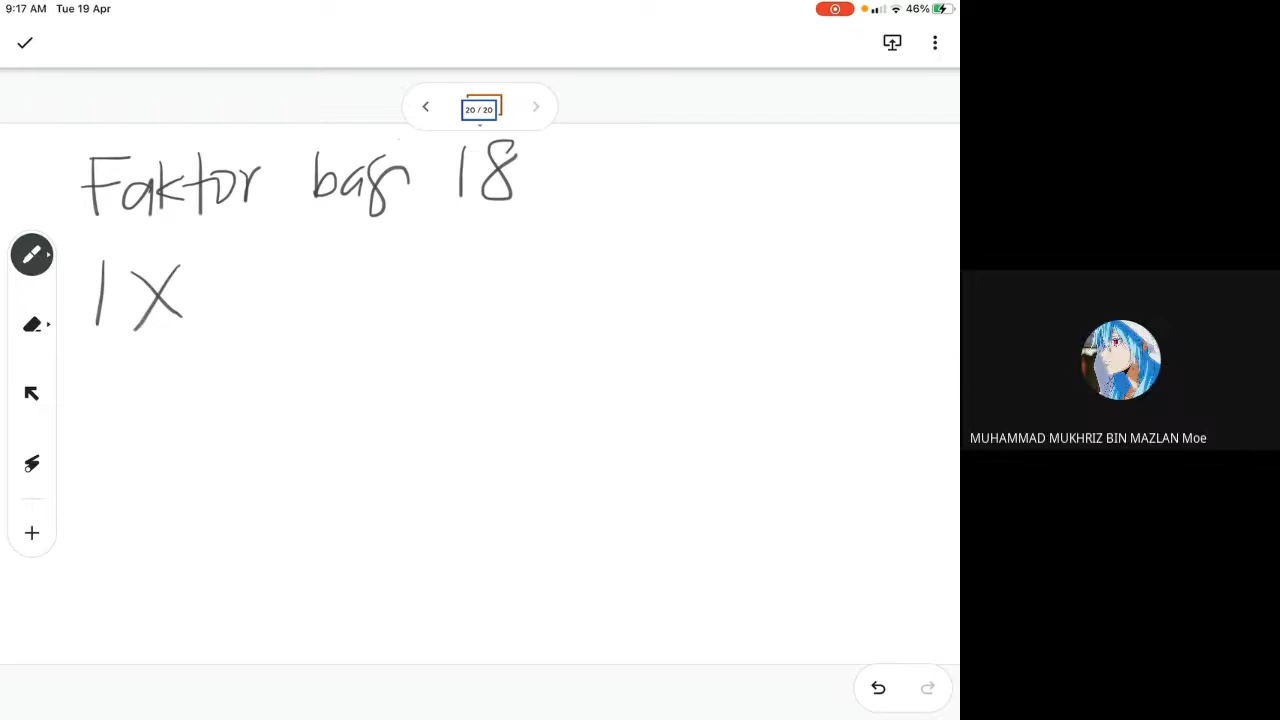 9:17 AM Tue 19 Apr
46%
20 / 20
Faktor bagi 18
1 X
MUHAMMAD MUKHRIZ BIN MAZLAN Moe